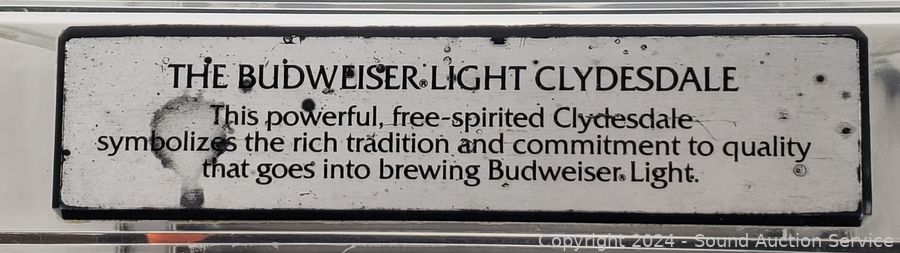 THE BUDWEISER® LIGHT CLYDESDALE
This powerful, free-spirited Clydesdale
symbolizes the rich tradition and commitment to quality
that goes into brewing Budweiser® Light.
Copyright 2024 - Sound Auction Service